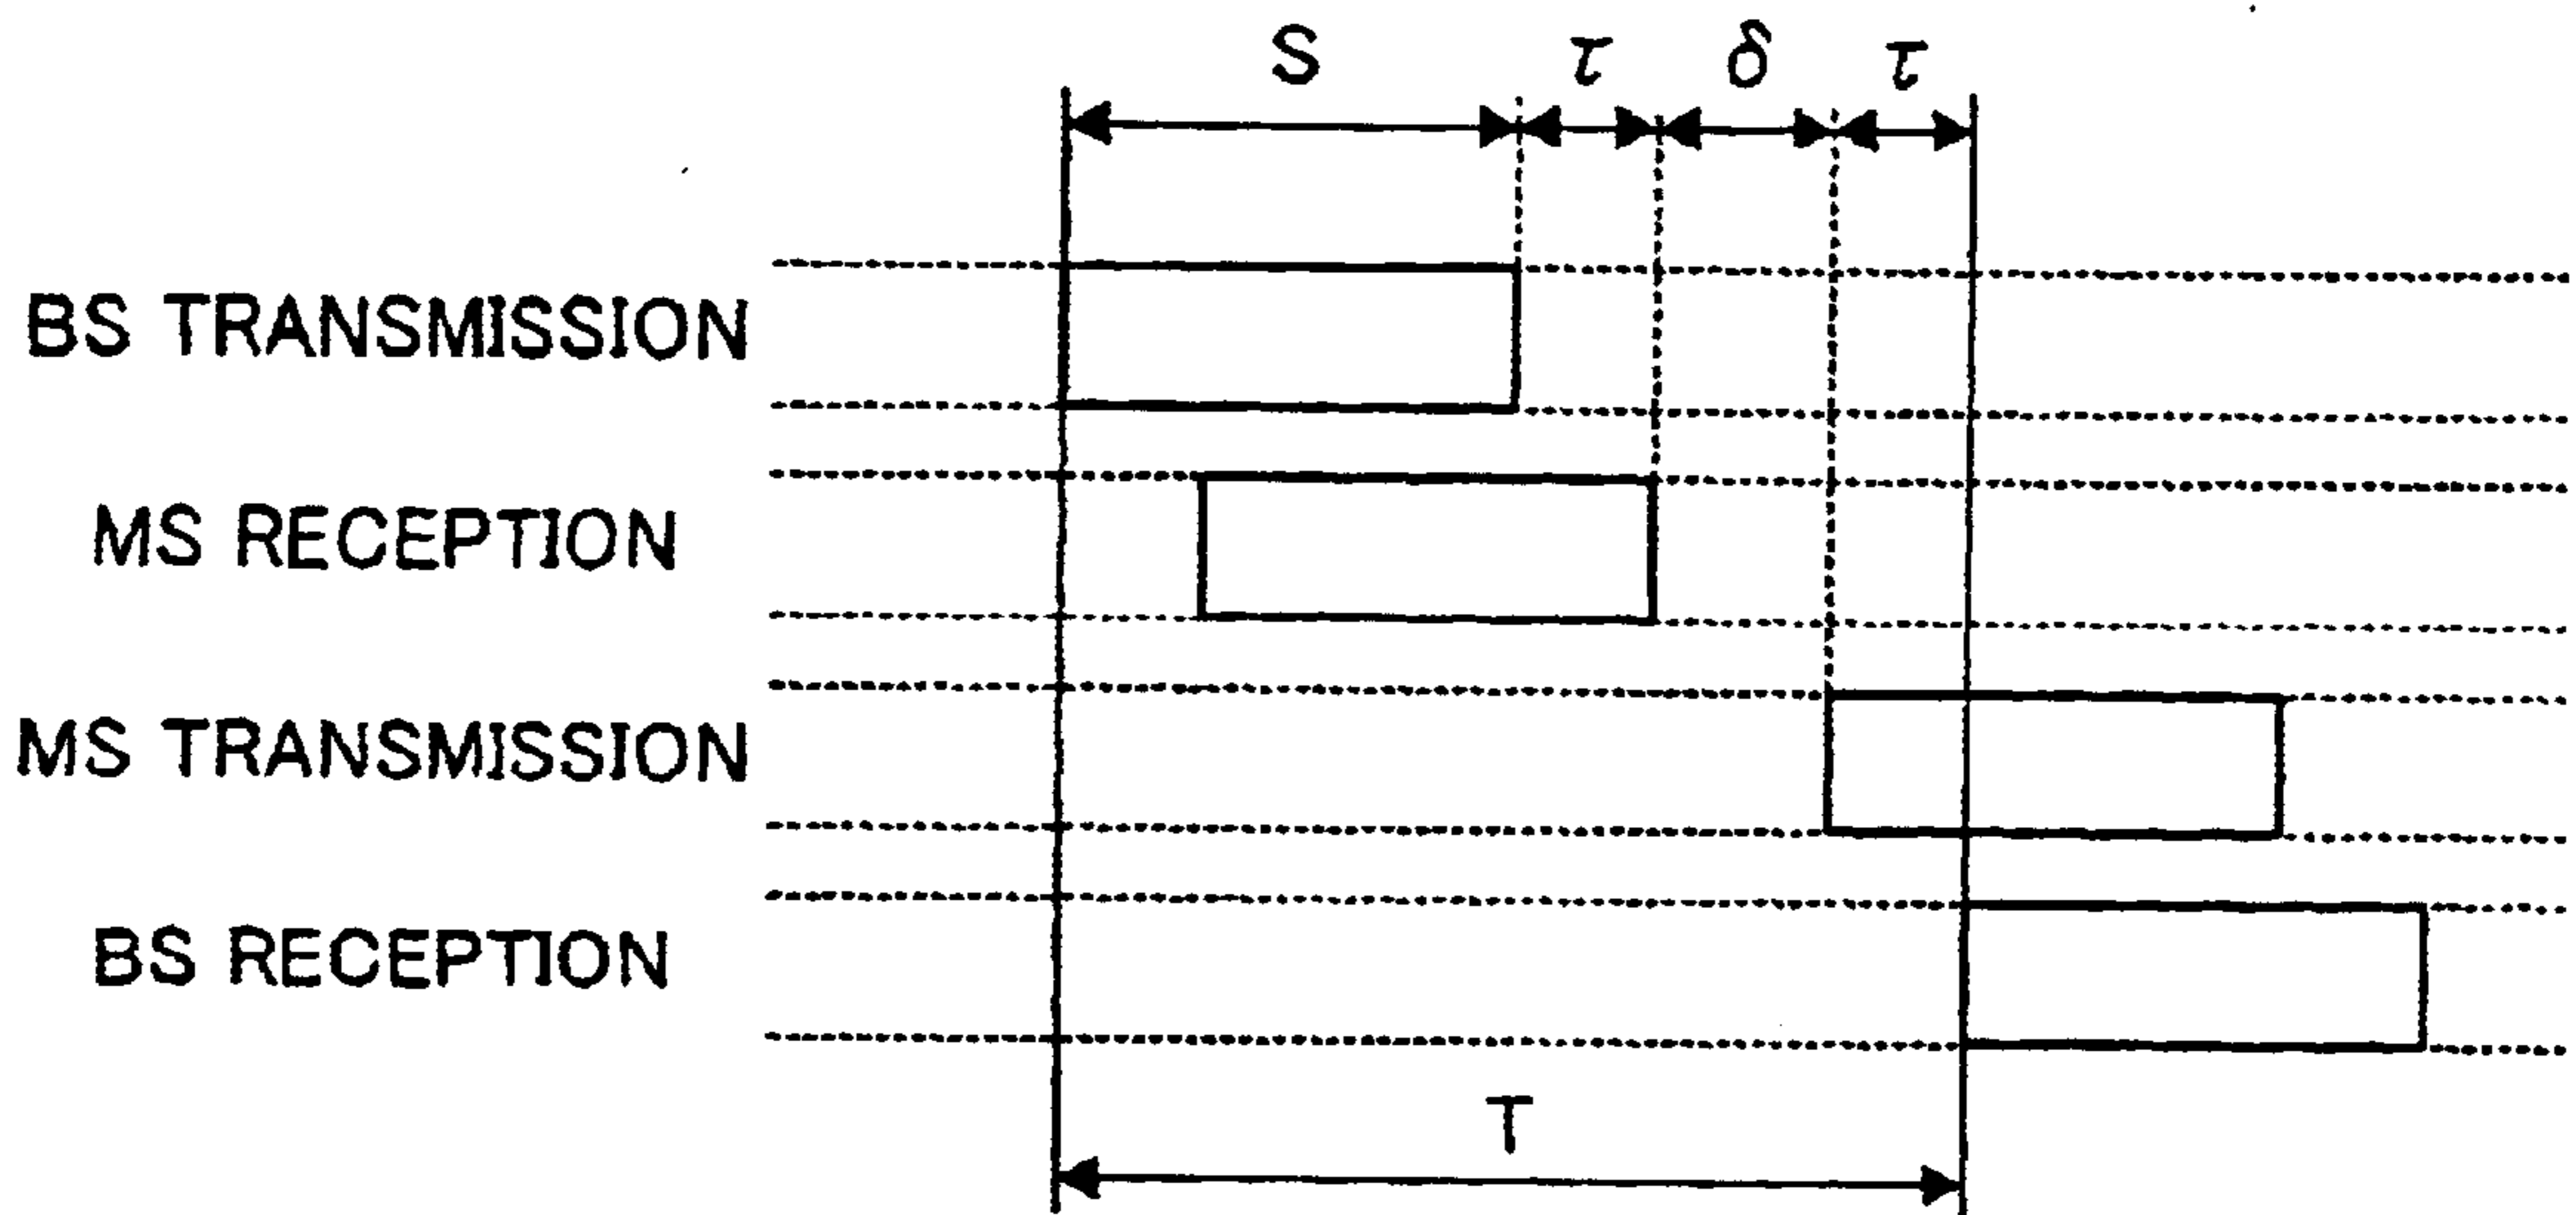 S τ δ τ
BS TRANSMISSION
MS RECEPTION
MS TRANSMISSION
BS RECEPTION
T